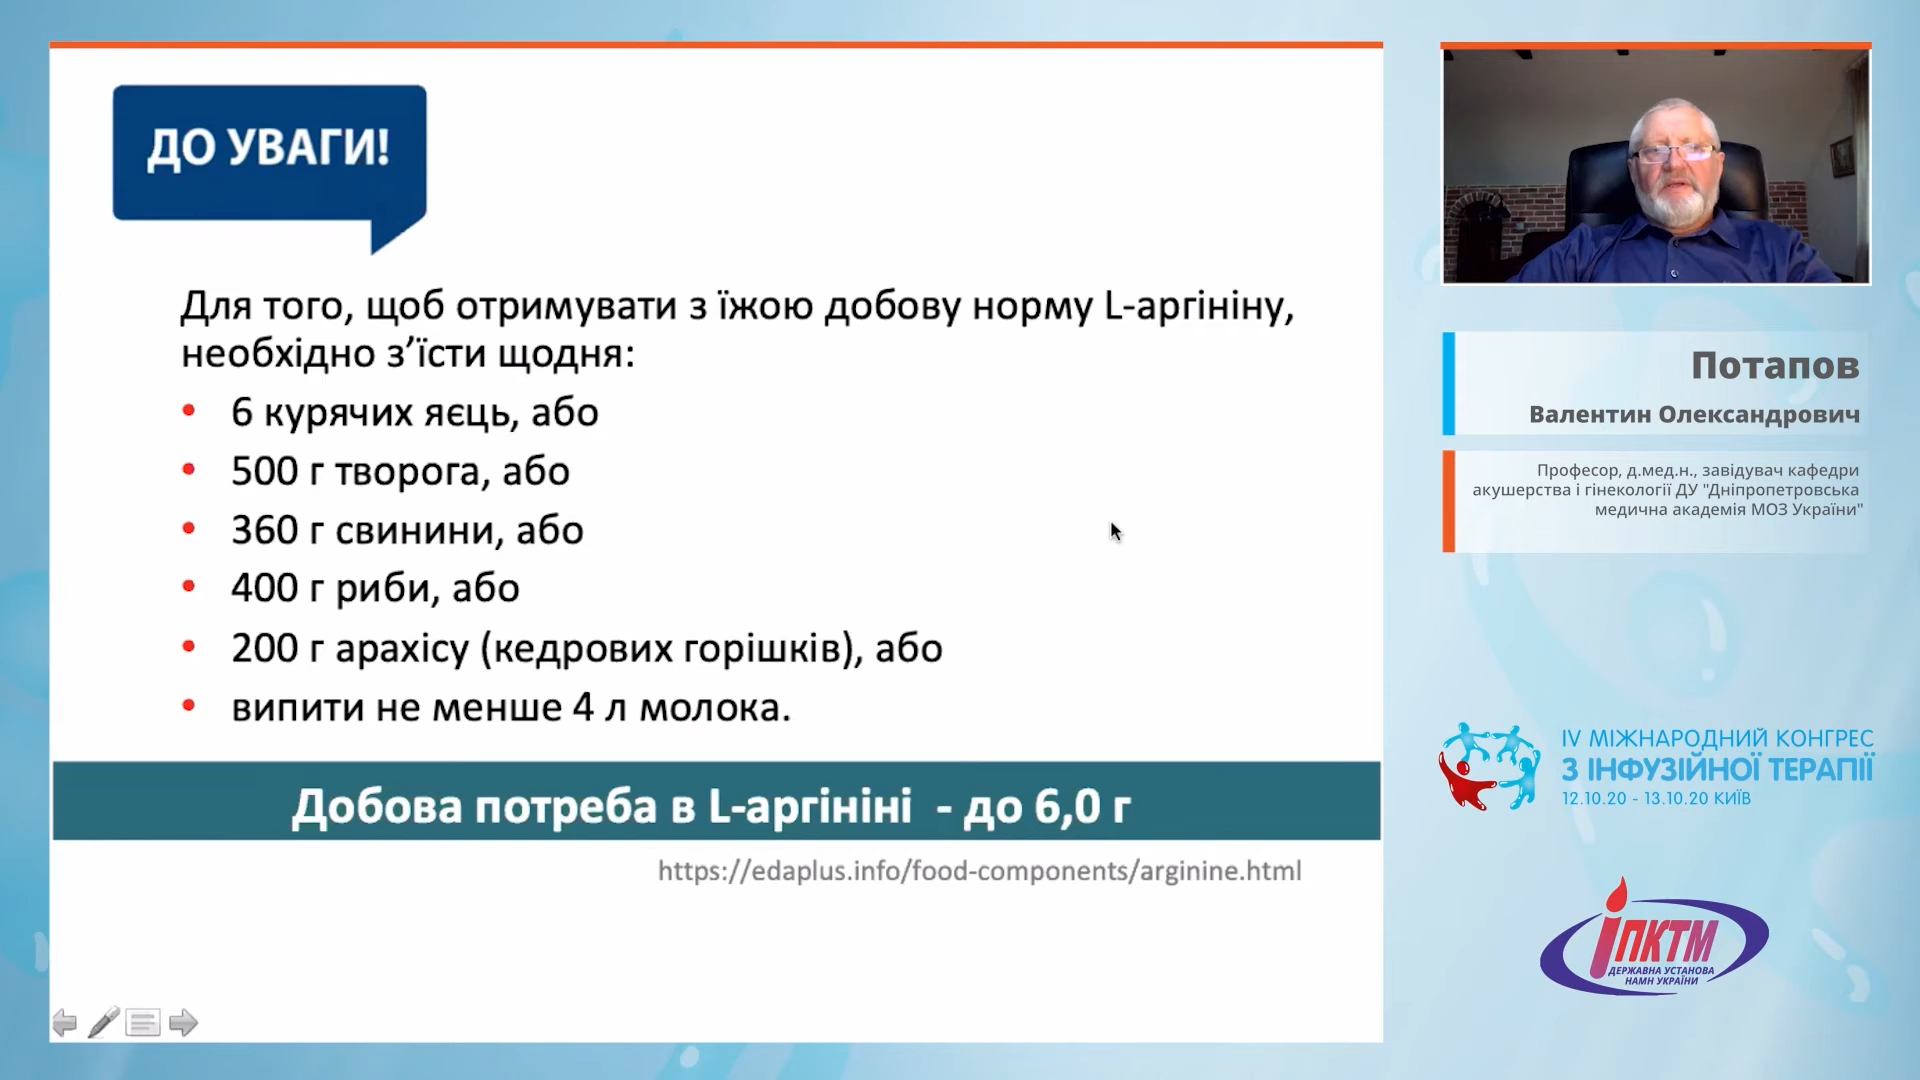 ДО УВАГИ!
Для того, щоб отримувати з їжою добову норму L-аргініну,
необхідно з’їсти щодня:
• 6 курячих яєць, або
• 500 г творога, або
• 360 г свинини, або
• 400 г риби, або
• 200 г арахісу (кедрових горішків), або
• випити не менше 4 л молока.
Добова потреба в L-аргініні - до 6,0 г
https://edaplus.info/food-components/arginine.html
Потапов
Валентин Олександрович
Професор, д.мед.н., завідувач кафедри
акушерства і гінекології ДУ "Дніпропетровська
медична академія МОЗ України"
IV МІЖНАРОДНИЙ КОНГРЕС
З ІНФУЗІЙНОЇ ТЕРАПІЇ
12.10.20 - 13.10.20 КИЇВ
іПКТМ
ДЕРЖАВНА УСТАНОВА
НАМН УКРАЇНИ